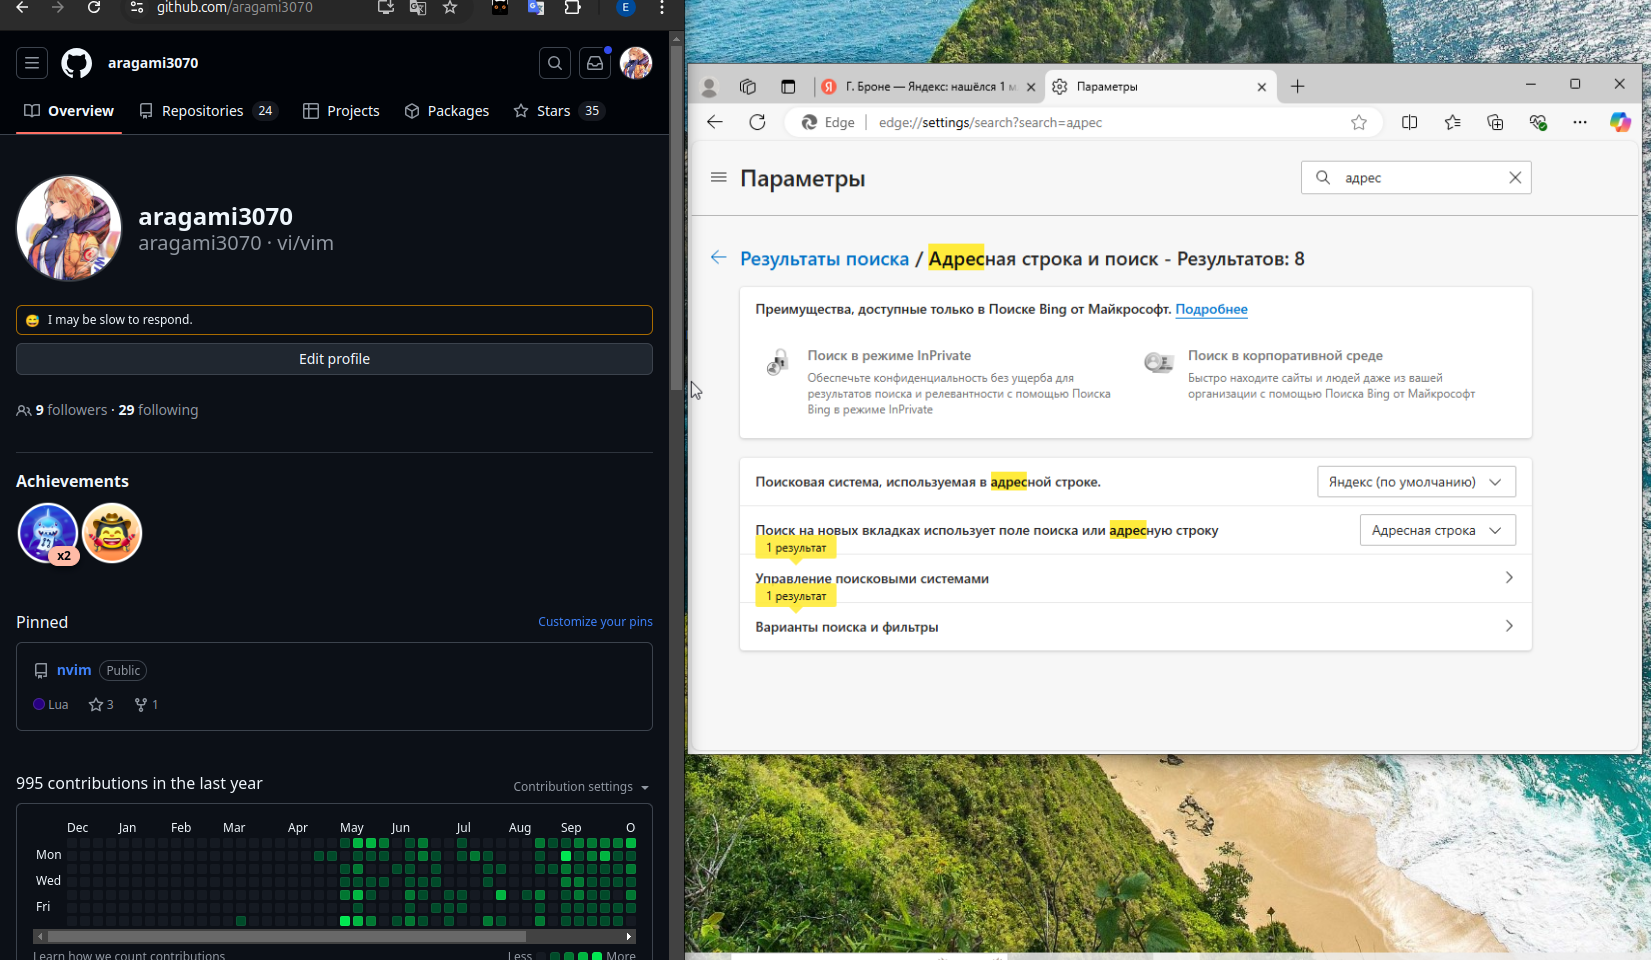 github.com/aragami3070
E
aragami3070
Overview
Repositories 24
Projects
Packages
Stars 35
aragami3070
aragami3070 · vi/vim
I may be slow to respond.
Edit profile
9 followers · 29 following
Achievements
x2
Pinned
Customize your pins
nvim Public
Lua 3 1
995 contributions in the last year
Contribution settings
Dec Jan Feb Mar Apr May Jun Jul Aug Sep O
Mon
Wed
Fri
Learn how we count contributions
Less More
Г. Броне — Яндекс: нашёлся 1 м
Параметры
Edge edge://settings/search?search=адрес
Параметры
адрес
Результаты поиска / Адресная строка и поиск - Результатов: 8
Преимущества, доступные только в Поиске Bing от Майкрософт. Подробнее
Поиск в режиме InPrivate
Обеспечьте конфиденциальность без ущерба для
результатов поиска и релевантности с помощью Поиска
Bing в режиме InPrivate
Поиск в корпоративной среде
Быстро находите сайты и людей даже из вашей
организации с помощью Поиска Bing от Майкрософт
Поисковая система, используемая в адресной строке.
Яндекс (по умолчанию)
Поиск на новых вкладках использует поле поиска или адресную строку
Адресная строка
1 результат
Управление поисковыми системами
1 результат
Варианты поиска и фильтры